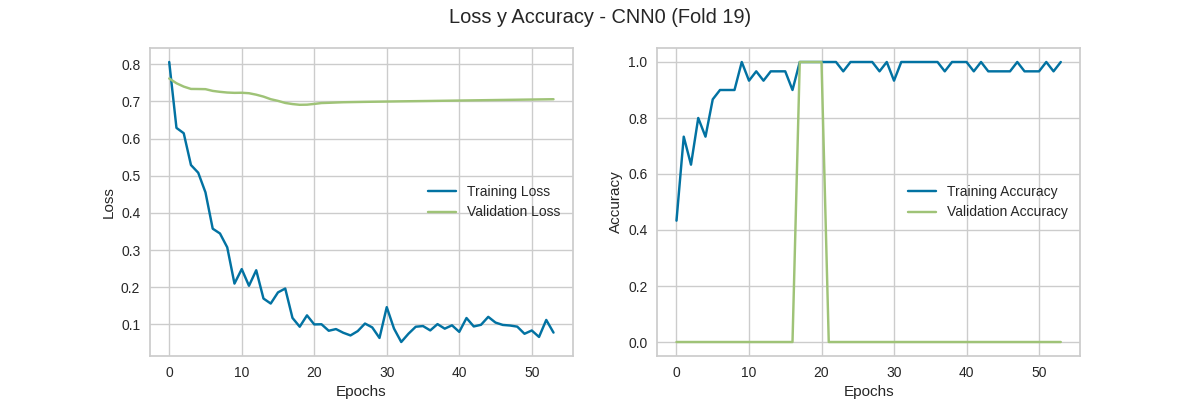 Loss y Accuracy - CNN0 (Fold 19)
Loss
0.8
0.7
0.6
0.5
0.4
0.3
0.2
0.1
Training Loss
Validation Loss
0 10 20 30 40 50
Epochs
Accuracy
1.0
0.8
0.6
0.4
0.2
0.0
Training Accuracy
Validation Accuracy
0 10 20 30 40 50
Epochs